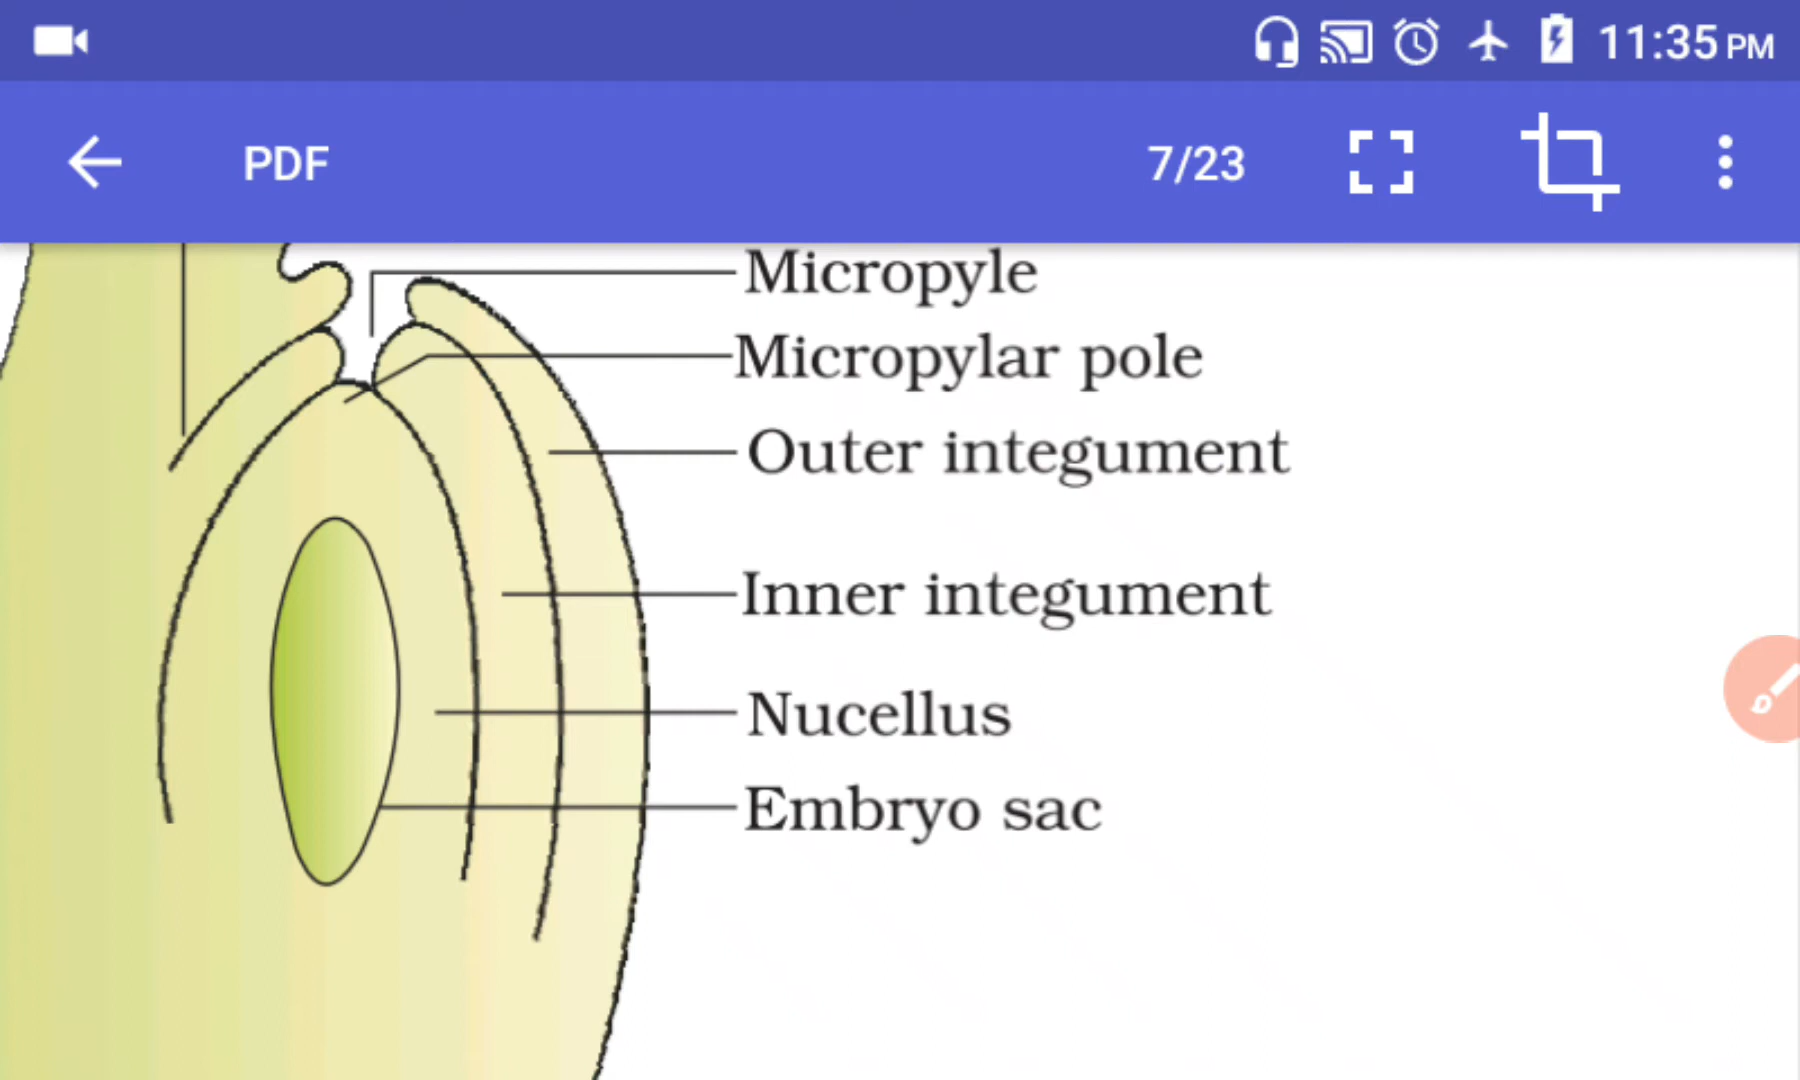 11:35 PM
PDF 7/23
Micropyle
Micropylar pole
Outer integument
Inner integument
Nucellus
Embryo sac